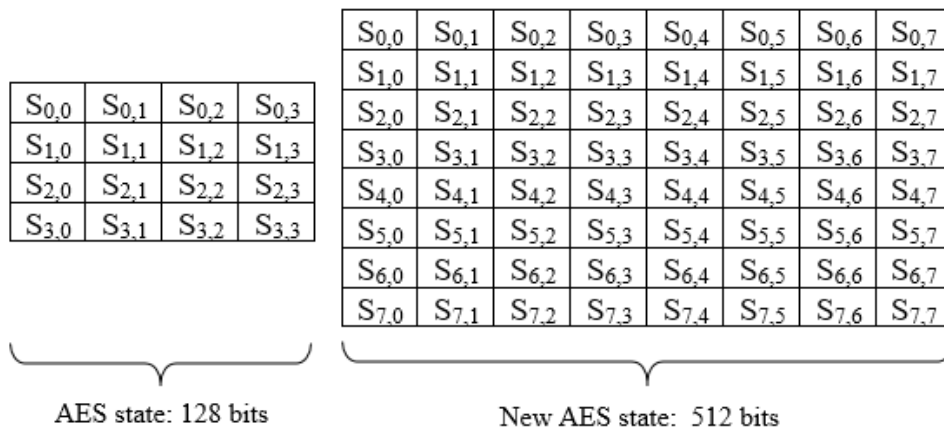 S0,0 S0,1 S0,2 S0,3
S1,0 S1,1 S1,2 S1,3
S2,0 S2,1 S2,2 S2,3
S3,0 S3,1 S3,2 S3,3
AES state: 128 bits
S0,0 S0,1 S0,2 S0,3 S0,4 S0,5 S0,6 S0,7
S1,0 S1,1 S1,2 S1,3 S1,4 S1,5 S1,6 S1,7
S2,0 S2,1 S2,2 S2,3 S2,4 S2,5 S2,6 S2,7
S3,0 S3,1 S3,2 S3,3 S3,4 S3,5 S3,6 S3,7
S4,0 S4,1 S4,2 S4,3 S4,4 S4,5 S4,6 S4,7
S5,0 S5,1 S5,2 S5,3 S5,4 S5,5 S5,6 S5,7
S6,0 S6,1 S6,2 S6,3 S6,4 S6,5 S6,6 S6,7
S7,0 S7,1 S7,2 S7,3 S7,4 S7,5 S7,6 S7,7
New AES state: 512 bits